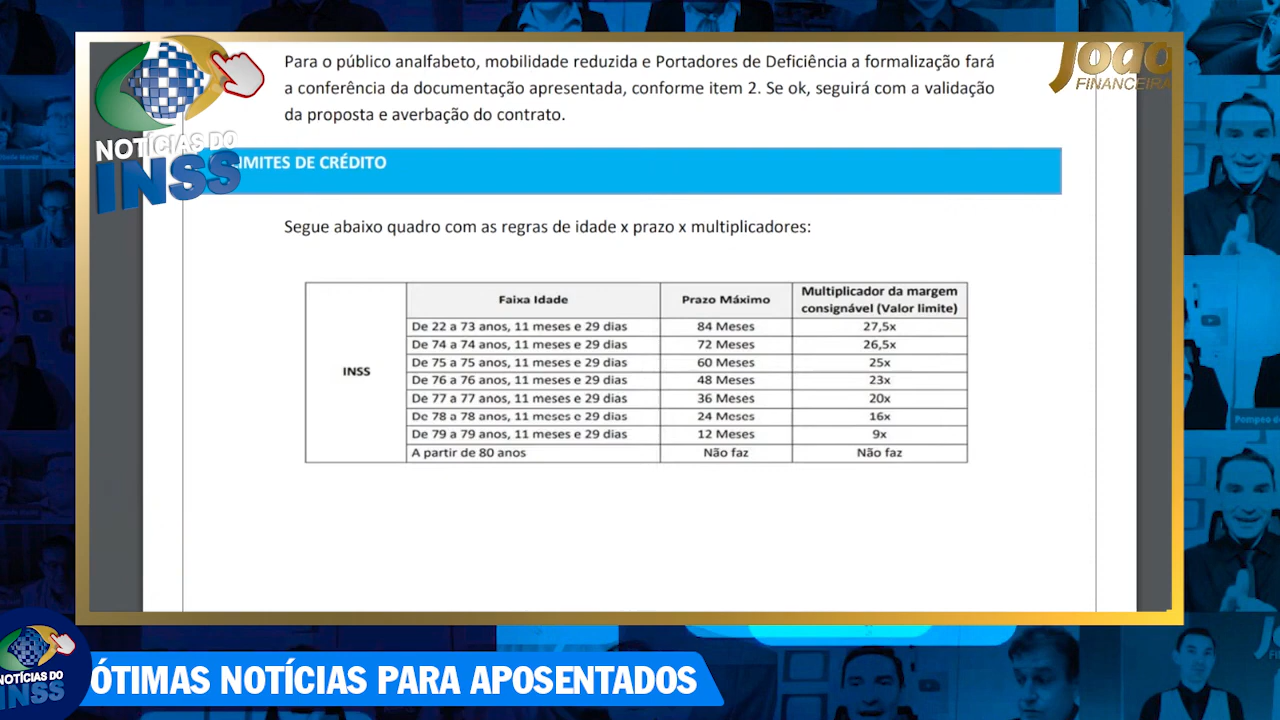 Para o público analfabeto, mobilidade reduzida e Portadores de Deficiência a formalização fará
a conferência da documentação apresentada, conforme item 2. Se ok, seguirá com a validação
da proposta e averbação do contrato.
João
FINANCEIRA
NOTÍCIAS DO
INSS
IMITES DE CRÉDITO
Segue abaixo quadro com as regras de idade x prazo x multiplicadores:
Faixa Idade Prazo Máximo Multiplicador da margem
consignável (Valor limite)
De 22 a 73 anos, 11 meses e 29 dias 84 Meses 27,5x
De 74 a 74 anos, 11 meses e 29 dias 72 Meses 26,5x
De 75 a 75 anos, 11 meses e 29 dias 60 Meses 25x
INSS
De 76 a 76 anos, 11 meses e 29 dias 48 Meses 23x
De 77 a 77 anos, 11 meses e 29 dias 36 Meses 20x
De 78 a 78 anos, 11 meses e 29 dias 24 Meses 16x
De 79 a 79 anos, 11 meses e 29 dias 12 Meses 9x
A partir de 80 anos Não faz Não faz
NOTÍCIAS DO
INSS
ÓTIMAS NOTÍCIAS PARA APOSENTADOS